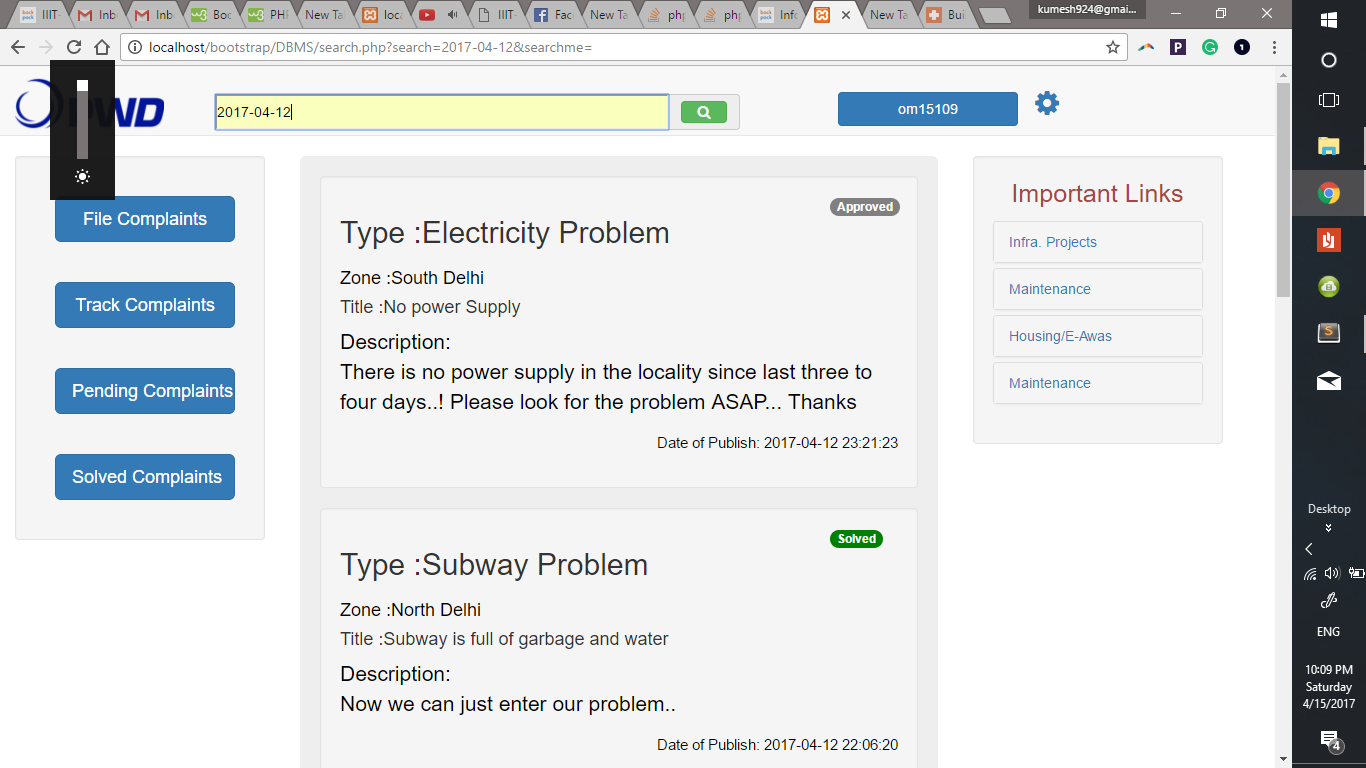 IIIT-
Inb
Inb
Boo
PHP
New Ta
loca
IIIT-
Fac
New Ta
php
php
Info
New Ta
Bui
kumesh924@gmai...
localhost/bootstrap/DBMS/search.php?search=2017-04-12&searchme=
PWD
2017-04-12
om15109
File Complaints
Track Complaints
Pending Complaints
Solved Complaints
Approved
Type :Electricity Problem
Zone :South Delhi
Title :No power Supply
Description:
There is no power supply in the locality since last three to
four days..! Please look for the problem ASAP... Thanks
Date of Publish: 2017-04-12 23:21:23
Solved
Type :Subway Problem
Zone :North Delhi
Title :Subway is full of garbage and water
Description:
Now we can just enter our problem..
Date of Publish: 2017-04-12 22:06:20
Important Links
Infra. Projects
Maintenance
Housing/E-Awas
Maintenance
Desktop
ENG
10:09 PM
Saturday
4/15/2017
4